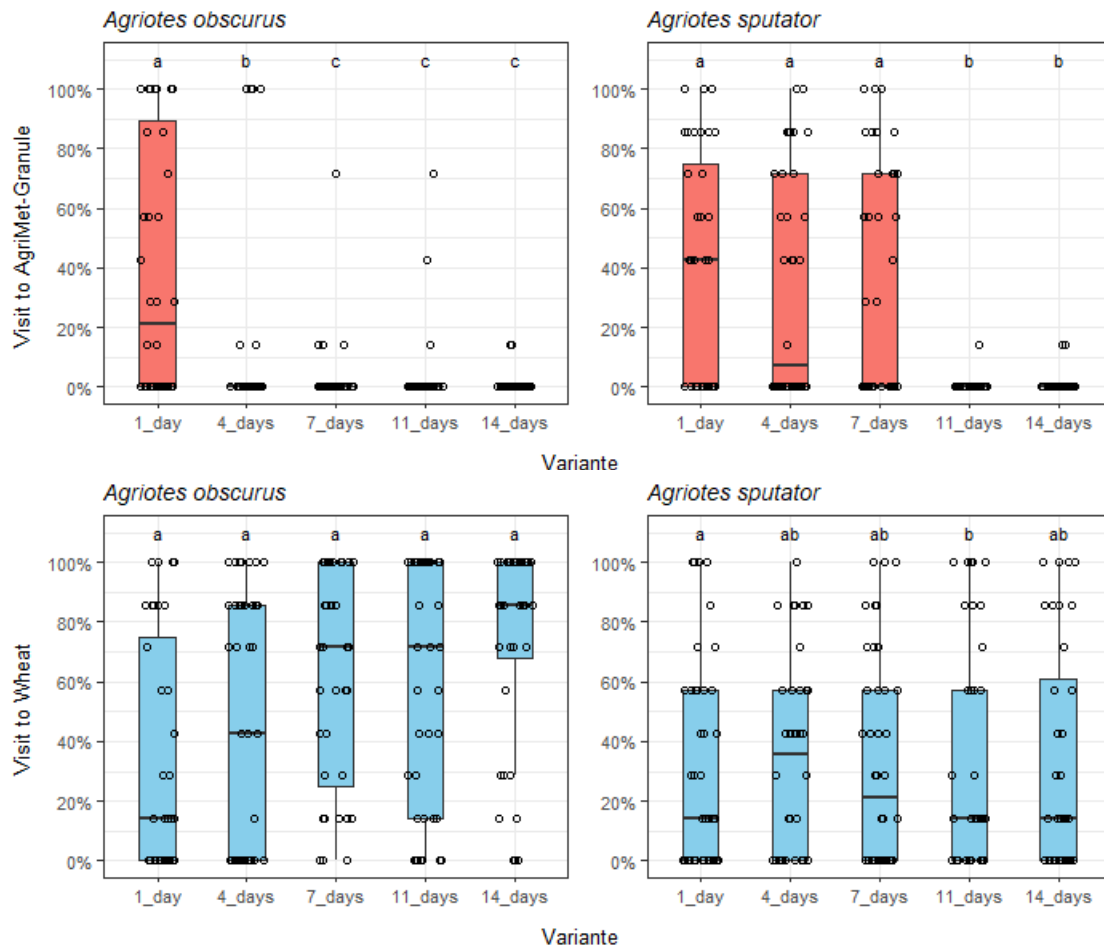 Agriotes obscurus
Agriotes sputator
a b c c c
a a a b b
100%
80%
60%
40%
20%
0%
Visit to AgriMet-Granule
100%
80%
60%
40%
20%
0%
1_day 4_days 7_days 11_days 14_days
1_day 4_days 7_days 11_days 14_days
Variante
Agriotes obscurus
Agriotes sputator
a a a a a
a ab ab b ab
100%
80%
60%
40%
20%
0%
Visit to Wheat
100%
80%
60%
40%
20%
0%
1_day 4_days 7_days 11_days 14_days
1_day 4_days 7_days 11_days 14_days
Variante